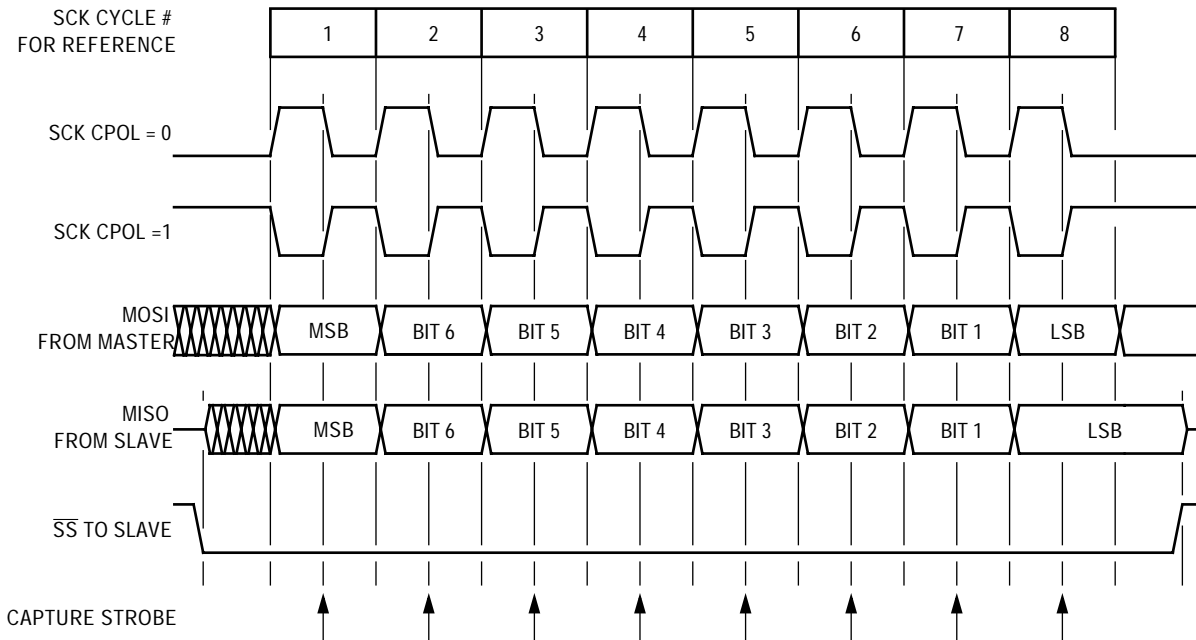 SCK CYCLE #
FOR REFERENCE
1 2 3 4 5 6 7 8
SCK CPOL = 0
SCK CPOL =1
MOSI
FROM MASTER
MSB BIT 6 BIT 5 BIT 4 BIT 3 BIT 2 BIT 1 LSB
MISO
FROM SLAVE
MSB BIT 6 BIT 5 BIT 4 BIT 3 BIT 2 BIT 1 LSB
S̅S̅ TO SLAVE
CAPTURE STROBE